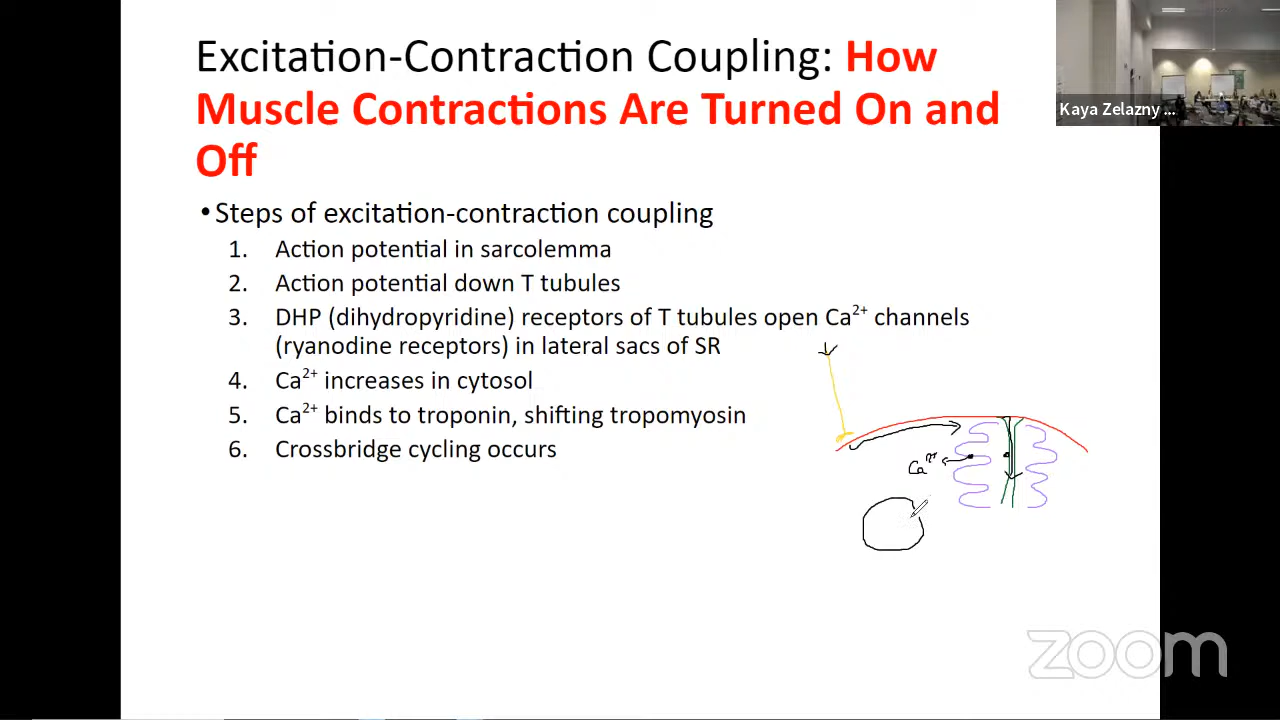 Excitation-Contraction Coupling: How
Muscle Contractions Are Turned On and
Off
Kaya Zelazny ...
•Steps of excitation-contraction coupling
1. Action potential in sarcolemma
2. Action potential down T tubules
3. DHP (dihydropyridine) receptors of T tubules open Ca²⁺ channels
(ryanodine receptors) in lateral sacs of SR
4. Ca²⁺ increases in cytosol
5. Ca²⁺ binds to troponin, shifting tropomyosin
6. Crossbridge cycling occurs
Ca²⁺
zoom